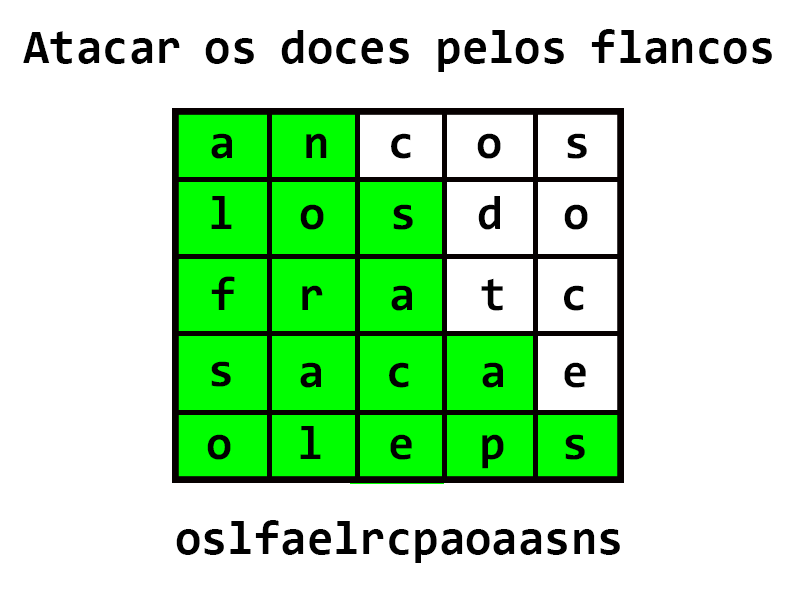 Atacar os doces pelos flancos
a n c o s
l o s d o
f r a t c
s a c a e
o l e p s
oslfaelrcpaoaasns